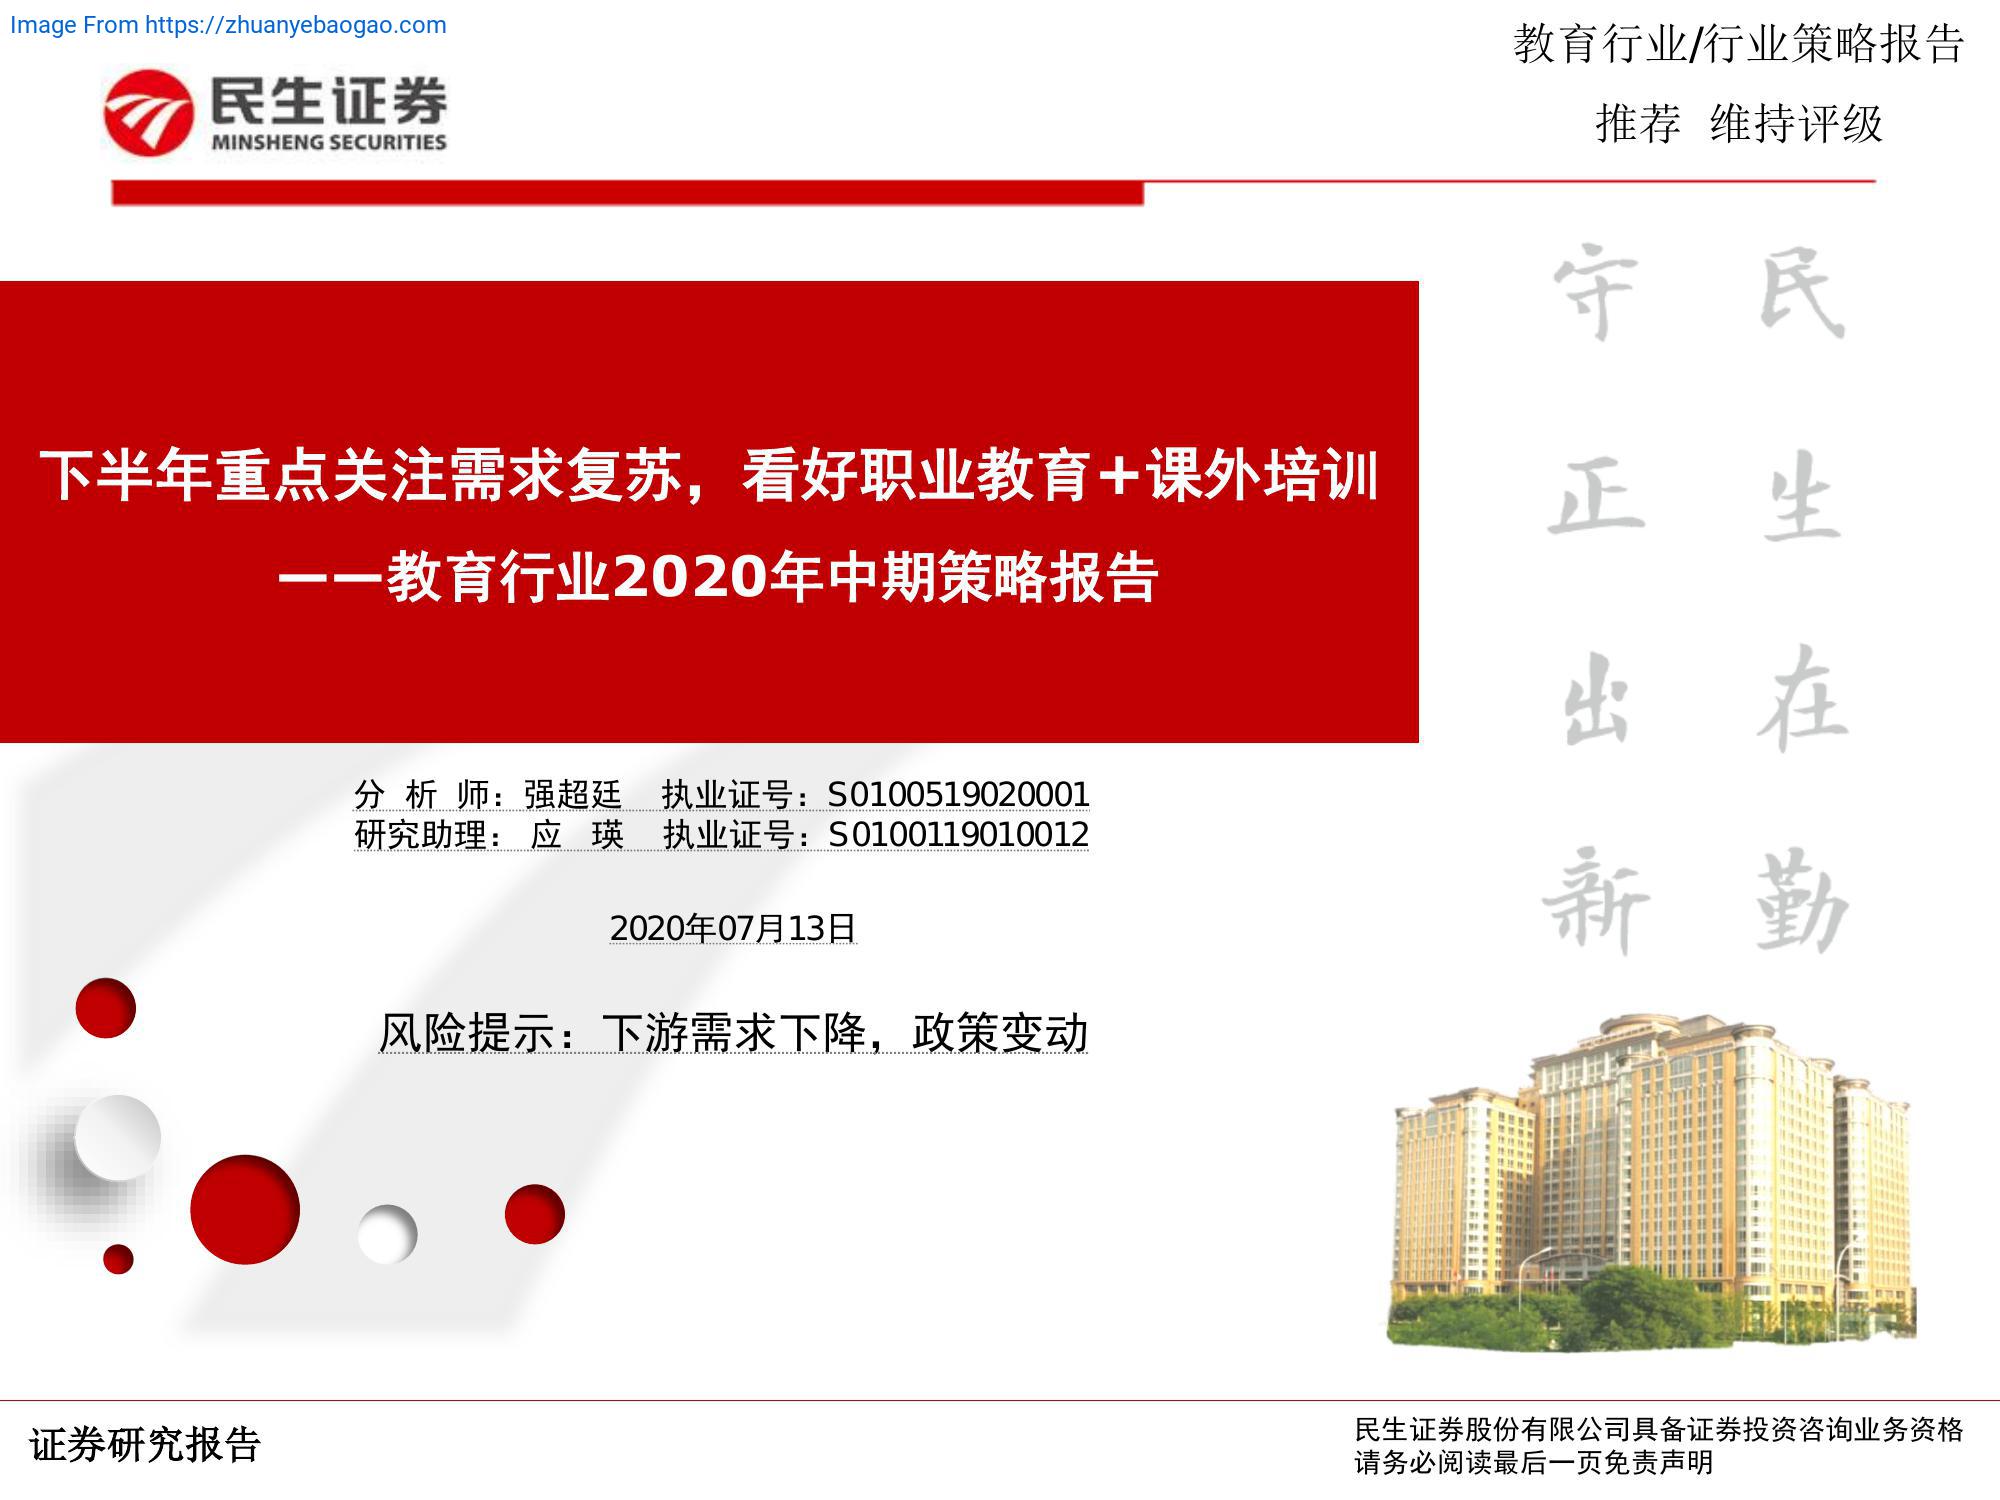 Image From https://zhuanyebaogao.com
教育行业/行业策略报告
民生证券
MINSHENG SECURITIES
推荐 维持评级
下半年重点关注需求复苏，看好职业教育+课外培训
——教育行业2020年中期策略报告
民生在勤
守正出新
分 析 师：强超廷 执业证号：S0100519020001
研究助理： 应 瑛 执业证号：S0100119010012
2020年07月13日
风险提示：下游需求下降，政策变动
证券研究报告
民生证券股份有限公司具备证券投资咨询业务资格
请务必阅读最后一页免责声明